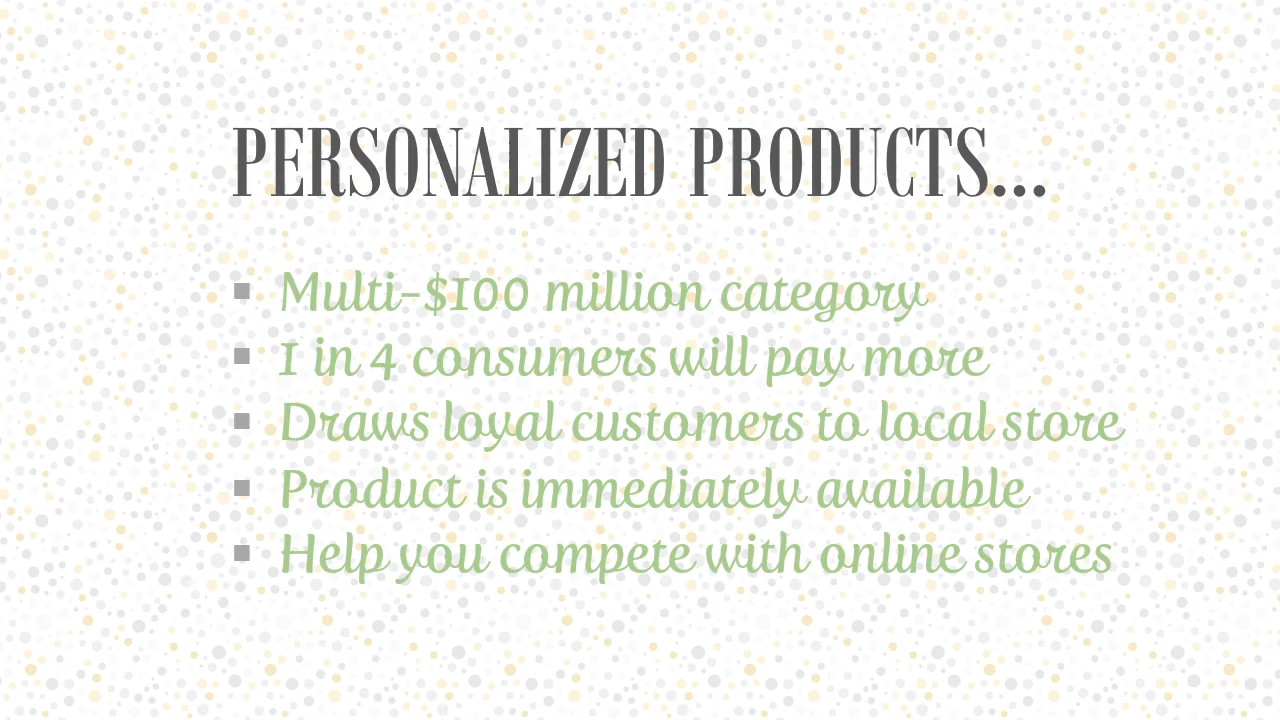 PERSONALIZED PRODUCTS...
▪ Multi-$100 million category
▪ 1 in 4 consumers will pay more
▪ Draws loyal customers to local store
▪ Product is immediately available
▪ Help you compete with online stores